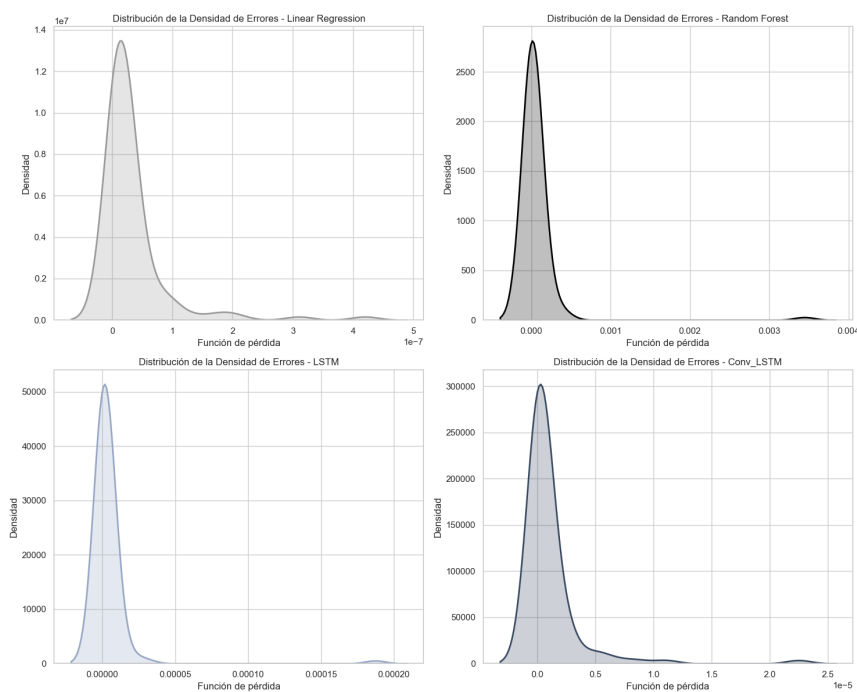 Distribución de la Densidad de Errores - Linear Regression
1e7
1.4
1.2
1.0
0.8
0.6
0.4
0.2
0.0
Densidad
0 1 2 3 4 5
1e-7
Función de pérdida
Distribución de la Densidad de Errores - Random Forest
2500
2000
1500
1000
500
0
Densidad
0.000 0.001 0.002 0.003 0.004
Función de pérdida
Distribución de la Densidad de Errores - LSTM
50000
40000
30000
20000
10000
0
Densidad
0.00000 0.00005 0.00010 0.00015 0.00020
Función de pérdida
Distribución de la Densidad de Errores - Conv_LSTM
300000
250000
200000
150000
100000
50000
0
Densidad
0.0 0.5 1.0 1.5 2.0 2.5
1e-5
Función de pérdida